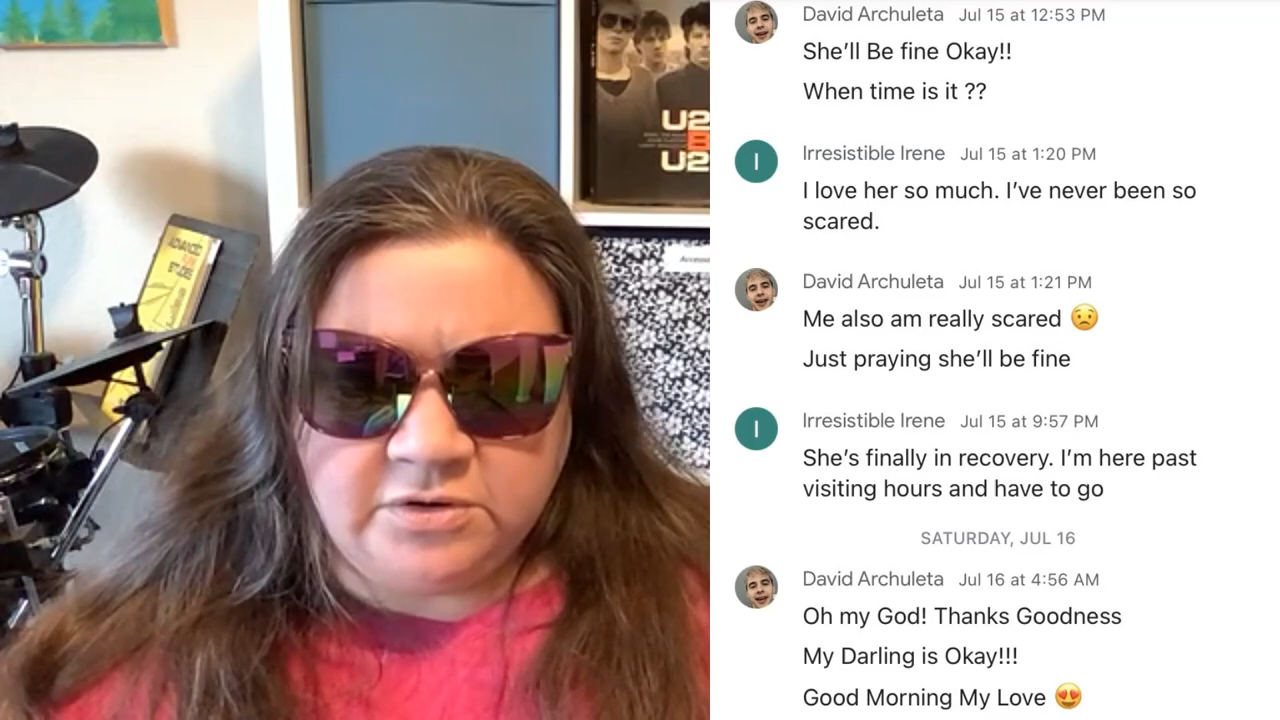 U2
U2
ADVANCED
ETUDES
David Archuleta Jul 15 at 12:53 PM
She’ll Be fine Okay!!
When time is it ??
I
Irresistible Irene Jul 15 at 1:20 PM
I love her so much. I’ve never been so
scared.
David Archuleta Jul 15 at 1:21 PM
Me also am really scared 😟
Just praying she’ll be fine
I
Irresistible Irene Jul 15 at 9:57 PM
She’s finally in recovery. I’m here past
visiting hours and have to go
SATURDAY, JUL 16
David Archuleta Jul 16 at 4:56 AM
Oh my God! Thanks Goodness
My Darling is Okay!!!
Good Morning My Love 😍